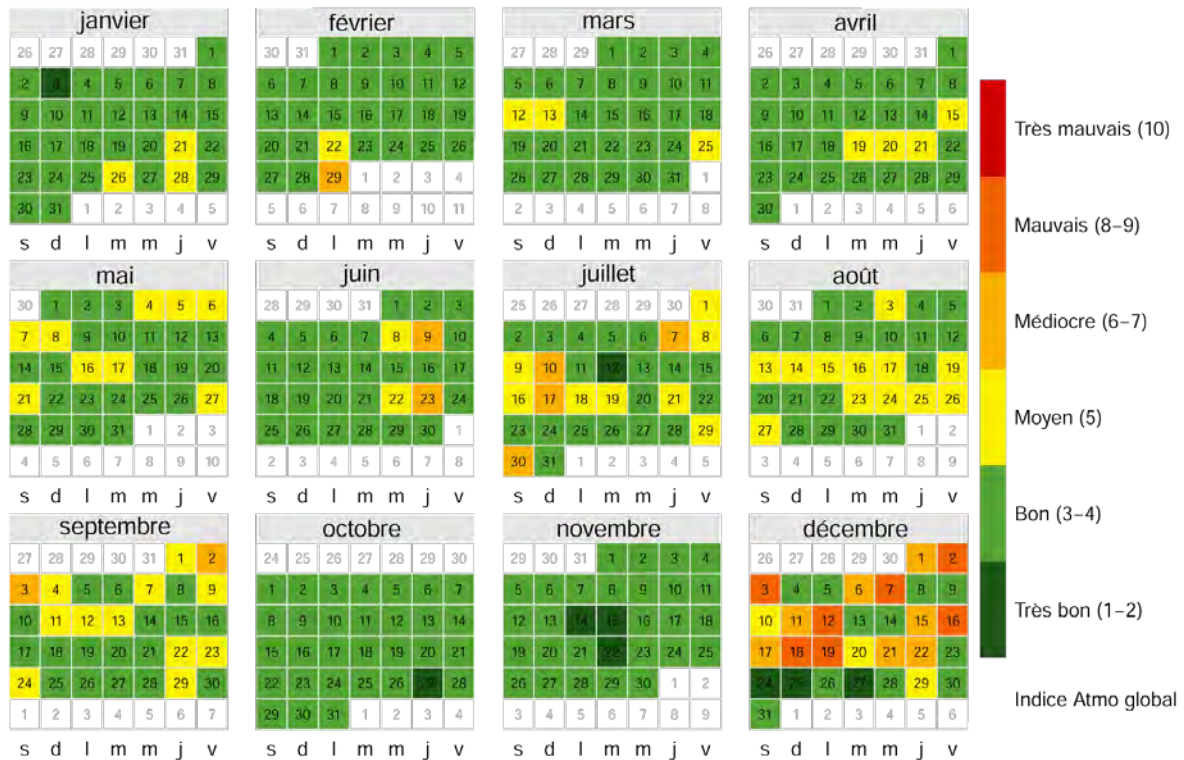 janvier
26 27 28 29 30 31 1
2 3 4 5 6 7 8
9 10 11 12 13 14 15
16 17 18 19 20 21 22
23 24 25 26 27 28 29
30 31 1 2 3 4 5
s d l m m j v
février
30 31 1 2 3 4 5
6 7 8 9 10 11 12
13 14 15 16 17 18 19
20 21 22 23 24 25 26
27 28 29 1 2 3 4
5 6 7 8 9 10 11
s d l m m j v
mars
27 28 29 1 2 3 4
5 6 7 8 9 10 11
12 13 14 15 16 17 18
19 20 21 22 23 24 25
26 27 28 29 30 31 1
2 3 4 5 6 7 8
s d l m m j v
avril
26 27 28 29 30 31 1
2 3 4 5 6 7 8
9 10 11 12 13 14 15
16 17 18 19 20 21 22
23 24 25 26 27 28 29
30 1 2 3 4 5 6
s d l m m j v
mai
30 1 2 3 4 5 6
7 8 9 10 11 12 13
14 15 16 17 18 19 20
21 22 23 24 25 26 27
28 29 30 31 1 2 3
4 5 6 7 8 9 10
s d l m m j v
juin
28 29 30 31 1 2 3
4 5 6 7 8 9 10
11 12 13 14 15 16 17
18 19 20 21 22 23 24
25 26 27 28 29 30 1
2 3 4 5 6 7 8
s d l m m j v
juillet
25 26 27 28 29 30 1
2 3 4 5 6 7 8
9 10 11 12 13 14 15
16 17 18 19 20 21 22
23 24 25 26 27 28 29
30 31 1 2 3 4 5
s d l m m j v
août
30 31 1 2 3 4 5
6 7 8 9 10 11 12
13 14 15 16 17 18 19
20 21 22 23 24 25 26
27 28 29 30 31 1 2
3 4 5 6 7 8 9
s d l m m j v
septembre
27 28 29 30 31 1 2
3 4 5 6 7 8 9
10 11 12 13 14 15 16
17 18 19 20 21 22 23
24 25 26 27 28 29 30
1 2 3 4 5 6 7
s d l m m j v
octobre
24 25 26 27 28 29 30
1 2 3 4 5 6 7
8 9 10 11 12 13 14
15 16 17 18 19 20 21
22 23 24 25 26 27 28
29 30 31 1 2 3 4
s d l m m j v
novembre
29 30 31 1 2 3 4
5 6 7 8 9 10 11
12 13 14 15 16 17 18
19 20 21 22 23 24 25
26 27 28 29 30 1 2
3 4 5 6 7 8 9
s d l m m j v
décembre
26 27 28 29 30 1 2
3 4 5 6 7 8 9
10 11 12 13 14 15 16
17 18 19 20 21 22 23
24 25 26 27 28 29 30
31 1 2 3 4 5 6
s d l m m j v
Très mauvais (10)
Mauvais (8–9)
Médiocre (6–7)
Moyen (5)
Bon (3–4)
Très bon (1–2)
Indice Atmo global